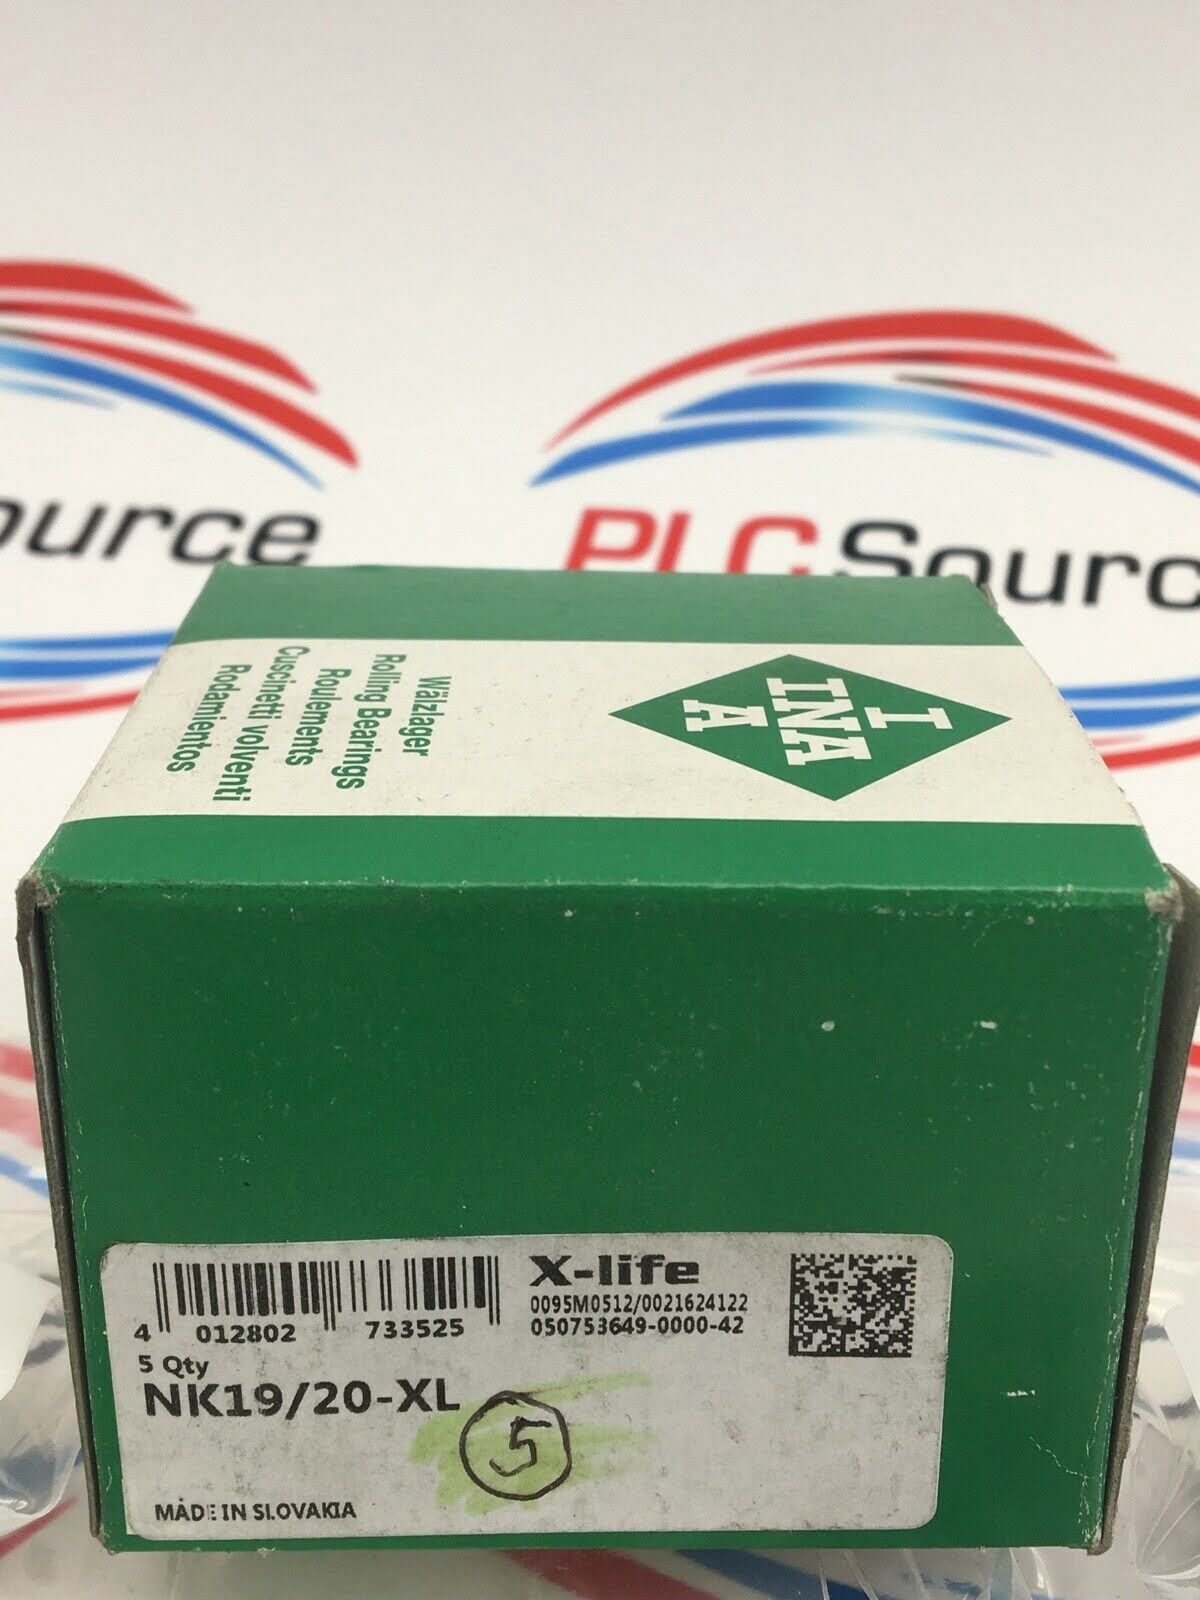 ource
PLC Source
I
INA
A
Wälzlager
Rolling Bearings
Roulements
Cuscinetti volventi
Rodamientos
X-life
0095M0512/0021624122
050753649-0000-42
4 012802 733525
5 Qty
NK19/20-XL
5
MADE IN SLOVAKIA